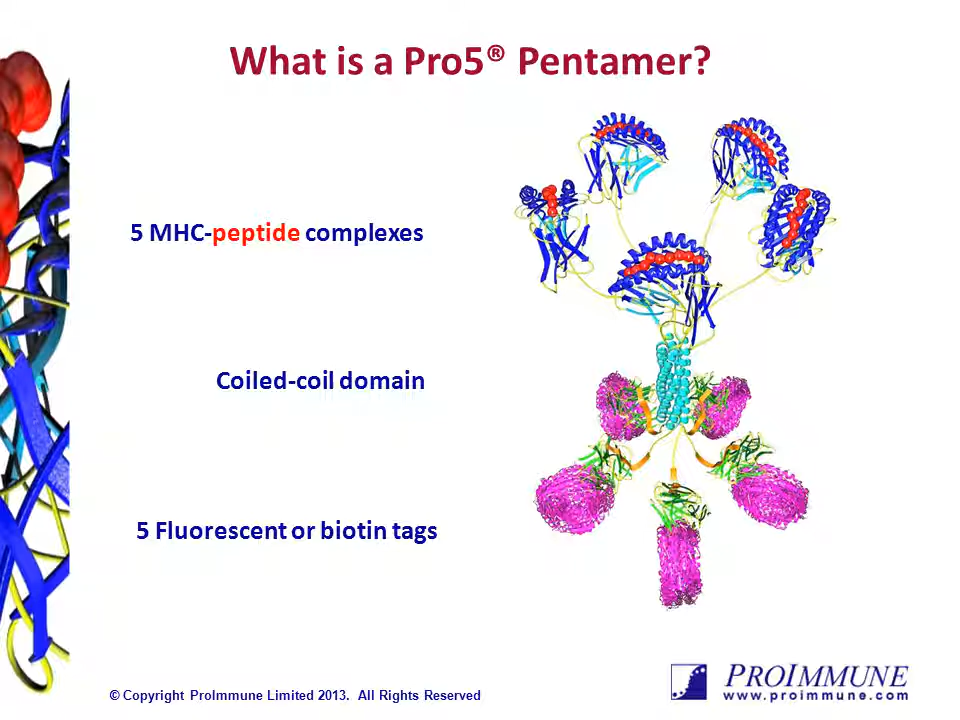 What is a Pro5® Pentamer?
5 MHC-peptide complexes
Coiled-coil domain
5 Fluorescent or biotin tags
© Copyright ProImmune Limited 2013. All Rights Reserved
PROIMMUNE
www.proimmune.com